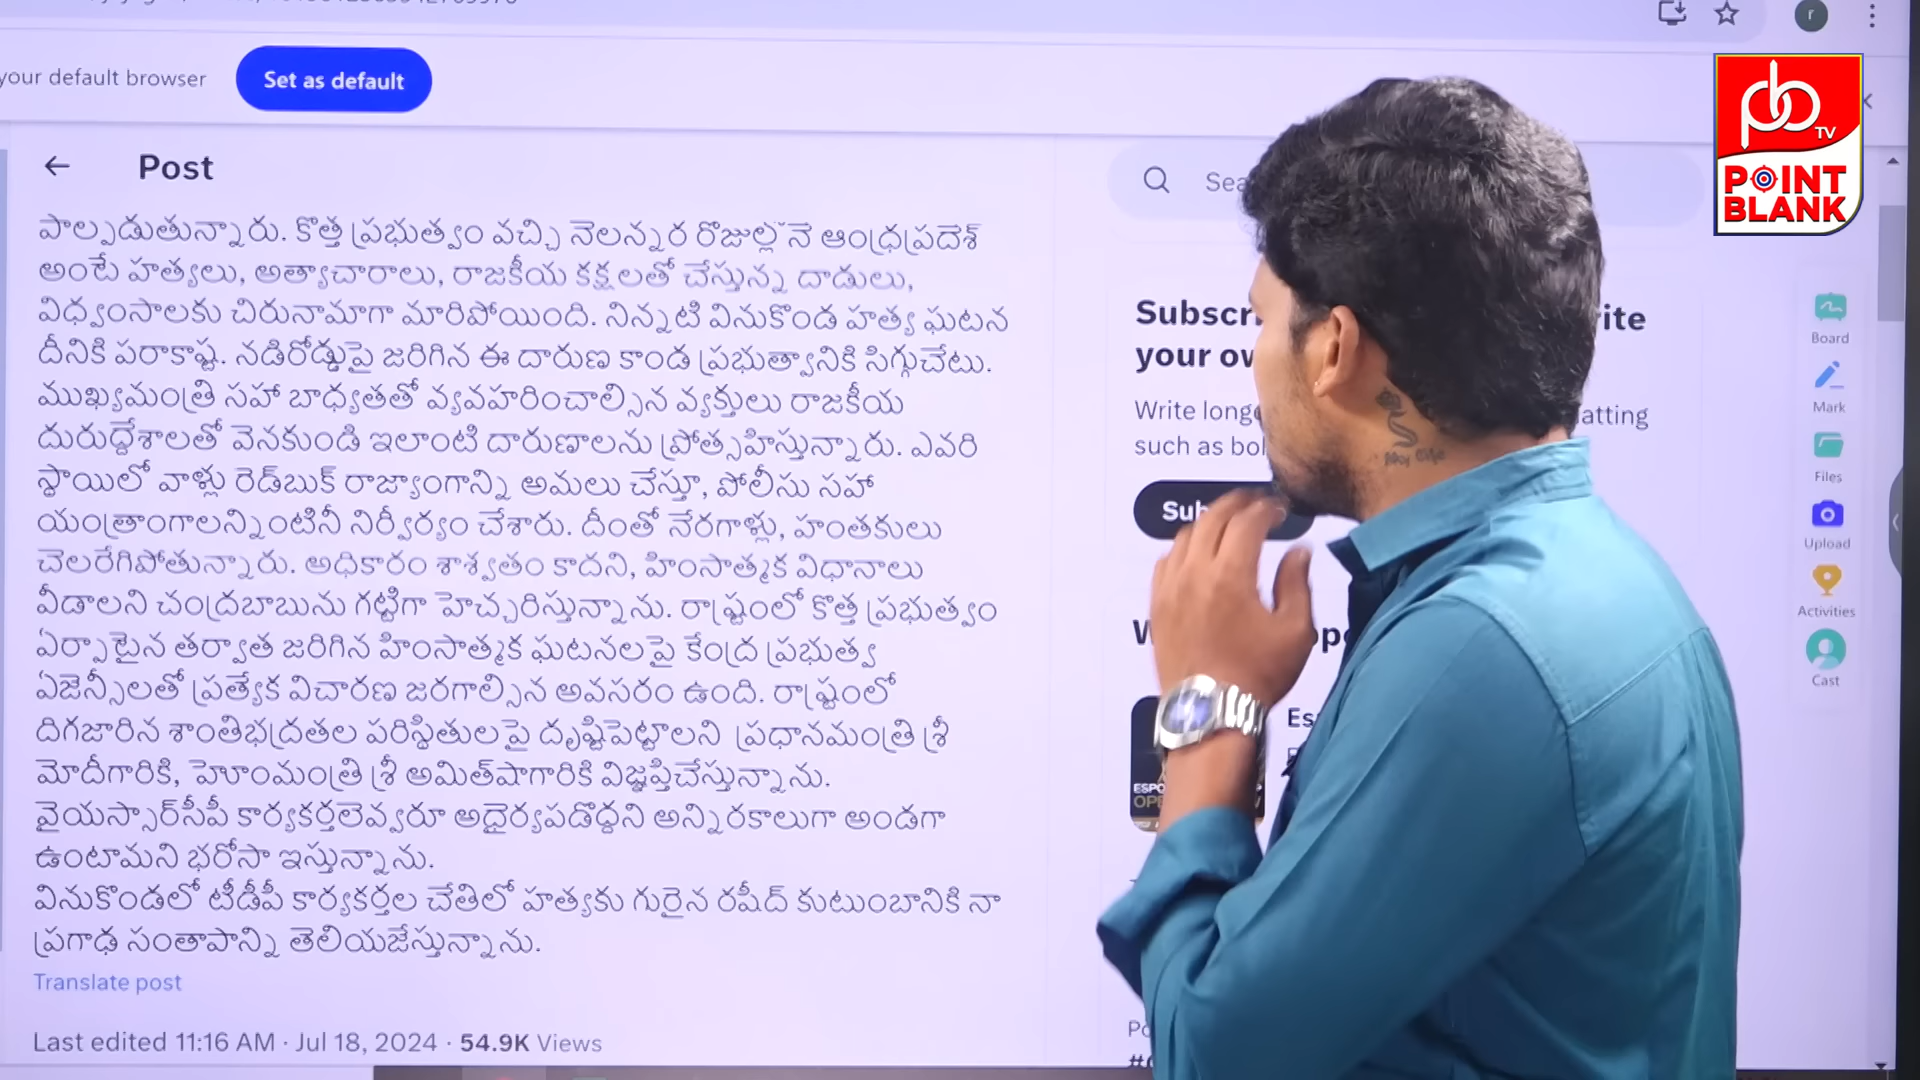 your default browser
Set as default
Post
పాల్పడుతున్నారు. కొత్త ప్రభుత్వం వచ్చి నెలన్నర రోజుల్లోనే ఆంధ్రప్రదేశ్
అంటే హత్యలు, అత్యాచారాలు, రాజకీయ కక్షలతో చేస్తున్న దాడులు,
విధ్వంసాలకు చిరునామాగా మారిపోయింది. నిన్నటి వినుకొండ హత్య ఘటన
దీనికి పరాకాష్ట. నడిరోడ్డుపై జరిగిన ఈ దారుణ కాండ ప్రభుత్వానికి సిగ్గుచేటు.
ముఖ్యమంత్రి సహా బాధ్యతతో వ్యవహరించాల్సిన వ్యక్తులు రాజకీయ
దురుద్దేశాలతో వెనకుండి ఇలాంటి దారుణాలను ప్రోత్సహిస్తున్నారు. ఎవరి
స్థాయిలో వాళ్లు రెడ్‌బుక్ రాజ్యాంగాన్ని అమలు చేస్తూ, పోలీసు సహా
యంత్రాంగాలన్నింటినీ నిర్వీర్యం చేశారు. దీంతో నేరగాళ్లు, హంతకులు
చెలరేగిపోతున్నారు. అధికారం శాశ్వతం కాదని, హింసాత్మక విధానాలు
వీడాలని చంద్రబాబును గట్టిగా హెచ్చరిస్తున్నాను. రాష్ట్రంలో కొత్త ప్రభుత్వం
ఏర్పాటైన తర్వాత జరిగిన హింసాత్మక ఘటనలపై కేంద్ర ప్రభుత్వ
ఏజెన్సీలతో ప్రత్యేక విచారణ జరగాల్సిన అవసరం ఉంది. రాష్ట్రంలో
దిగజారిన శాంతిభద్రతల పరిస్థితులపై దృష్టిపెట్టాలని ప్రధానమంత్రి శ్రీ
మోదీగారికి, హెూంమంత్రి శ్రీ అమిత్‌షాగారికి విజ్ఞప్తిచేస్తున్నాను.
వైయస్సార్‌సీపీ కార్యకర్తలెవ్వరూ అధైర్యపడొద్దని అన్నిరకాలుగా అండగా
ఉంటామని భరోసా ఇస్తున్నాను.
వినుకొండలో టీడీపీ కార్యకర్తల చేతిలో హత్యకు గురైన రషీద్ కుటుంబానికి నా
ప్రగాఢ సంతాపాన్ని తెలియజేస్తున్నాను.
Translate post
Last edited 11:16 AM · Jul 18, 2024 · 54.9K Views
your
Write
such as
r
TV
POINT
BLANK
Board
Mark
Files
Upload
Activities
Cast